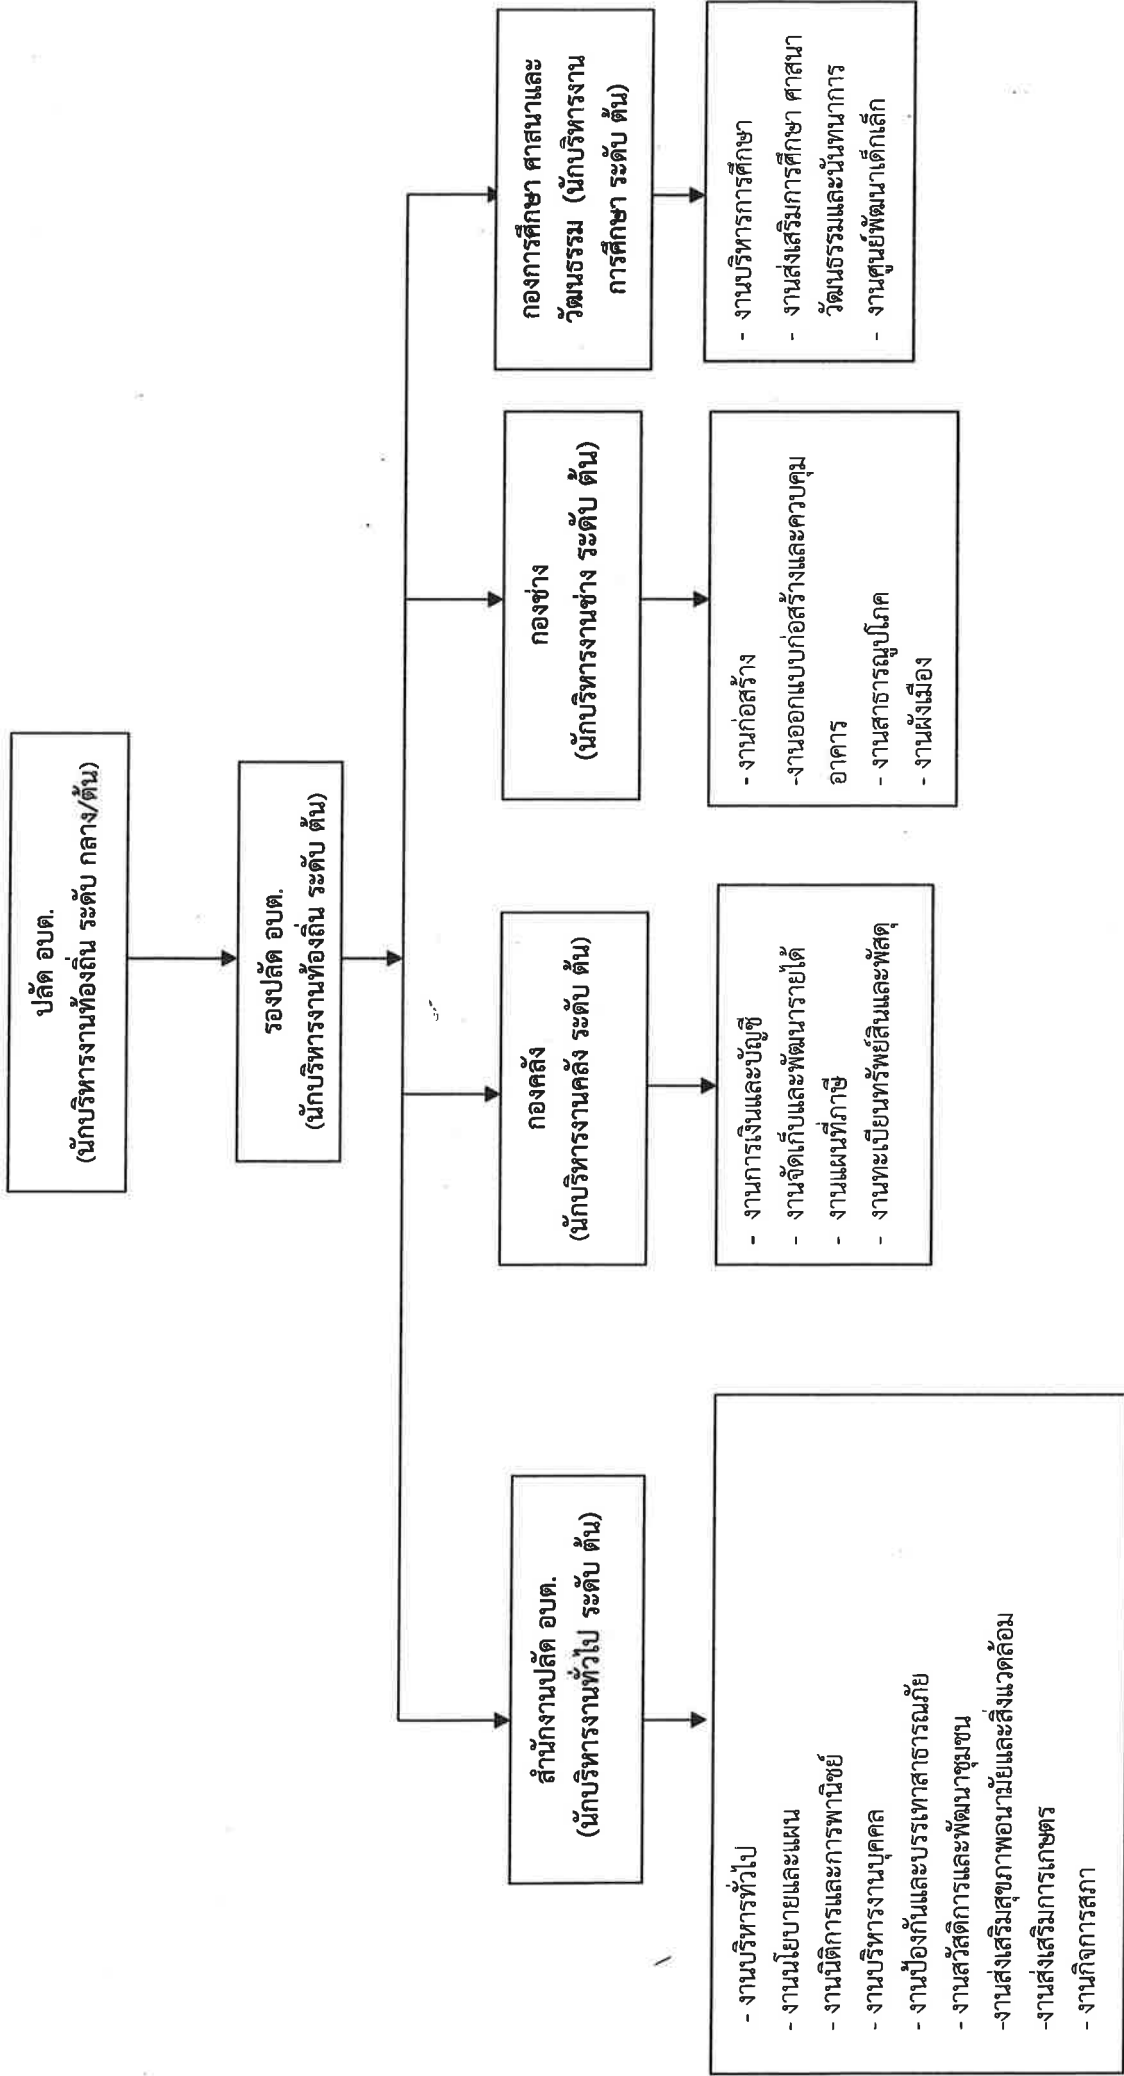 ปลัด อบต.
(นักบริหารงานท้องถิ่น ระดับ กลาง/ต้น)
รองปลัด อบต.
(นักบริหารงานท้องถิ่น ระดับ ต้น)
สำนักงานปลัด อบต.
(นักบริหารงานทั่วไป ระดับ ต้น)
กองคลัง
(นักบริหารงานคลัง ระดับ ต้น)
กองช่าง
(นักบริหารงานช่าง ระดับ ต้น)
กองการศึกษา ศาสนาและ
วัฒนธรรม (นักบริหารงาน
การศึกษา ระดับ ต้น)
- งานบริหารทั่วไป
- งานนโยบายและแผน
- งานนิติการและการพานิชย์
- งานบริหารงานบุคคล
- งานป้องกันและบรรเทาสาธารณภัย
- งานสวัสดิการและพัฒนาชุมชน
-งานส่งเสริมสุขภาพอนามัยและสิ่งแวดล้อม
-งานส่งเสริมการเกษตร
- งานกิจการสภา
- งานการเงินและบัญชี
- งานจัดเก็บและพัฒนารายได้
- งานแผนที่ภาษี
- งานทะเบียนทรัพย์สินและพัสดุ
- งานก่อสร้าง
-งานออกแบบก่อสร้างและควบคุม
อาคาร
- งานสาธารณูปโภค
- งานผังเมือง
- งานบริหารการศึกษา
- งานส่งเสริมการศึกษา ศาสนา
วัฒนธรรมและนันทนาการ
- งานศูนย์พัฒนาเด็กเล็ก